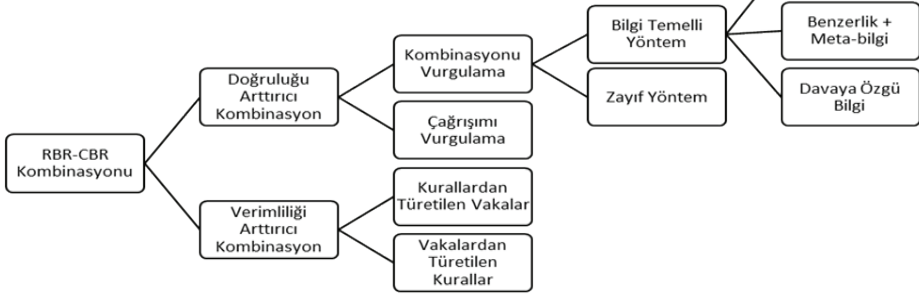 RBR-CBR
Kombinasyonu
Doğruluğu
Arttırıcı
Kombinasyon
Verimliliği
Arttırıcı
Kombinasyon
Kombinasyonu
Vurgulama
Çağrışımı
Vurgulama
Kurallardan
Türetilen Vakalar
Vakalardan
Türetilen
Kurallar
Bilgi Temelli
Yöntem
Zayıf Yöntem
Benzerlik +
Meta-bilgi
Davaya Özgü
Bilgi